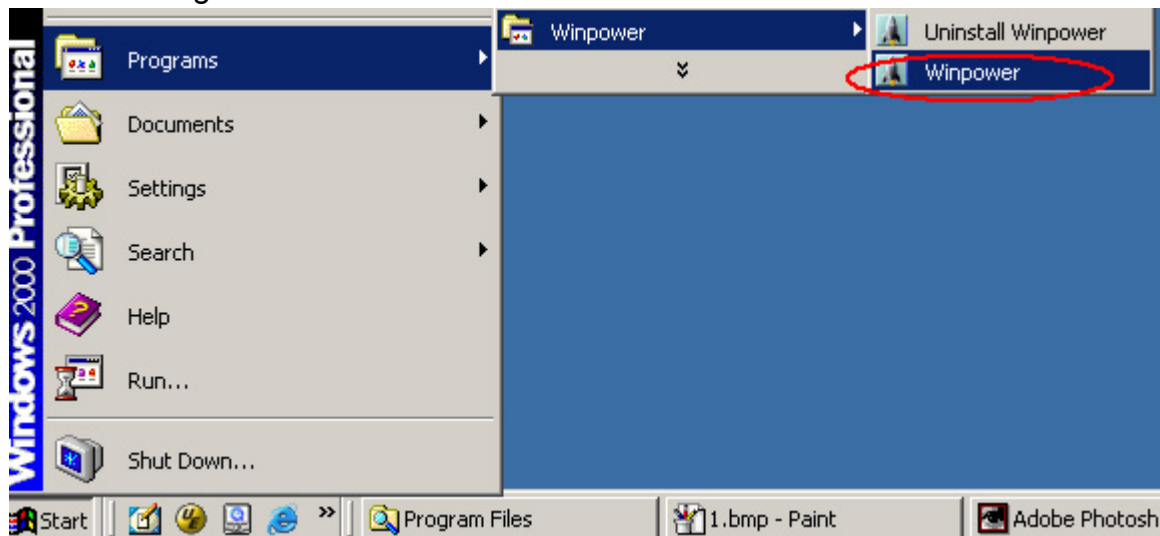 Winpower
Uninstall Winpower
Programs
Winpower
Documents
Settings
Search
Help
Run...
Shut Down...
Windows 2000 Professional
Start
Program Files
1.bmp - Paint
Adobe Photosh